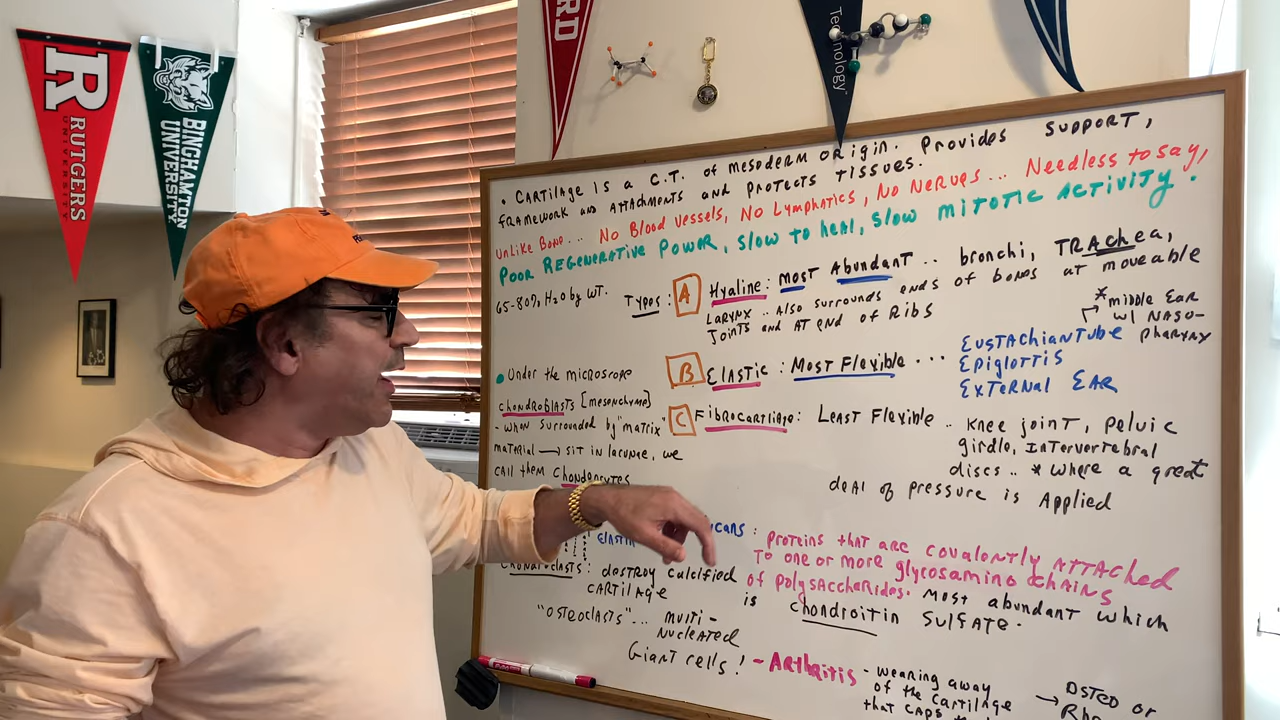 R
RUTGERS
UNIVERSITY
BINGHAMTON
UNIVERSITY
RD
Technology
• Cartilage is a C.T. of mesoderm origin. Provides support,
framework and attachments and protects tissues.
Unlike Bone... No Blood vessels, No Lymphatics, No Nerves... Needless to say,
Poor Regenerative Power, slow to heal, slow mitotic activity.
65-80% H2O by WT.
Types: A Hyaline: Most Abundant .. bronchi, TRAchea,
Larynx .. Also surrounds ends of bones at moveable
joints and at end of Ribs
* middle Ear
w/ NASO-
pharynx
B Elastic: Most Flexible ... Eustachian tube
Epiglottis
External Ear
C Fibrocartilage: Least Flexible .. Knee joint, pelvic
girdle, intervertebral
discs .. * where a great
deal of pressure is Applied
• Under the microscope
chondroblasts [mesenchyme]
- when surrounded by "matrix"
material → sit in lacunae, we
call them chondocytes
Elastin
ycans: proteins that are covalently ATTACHED
To one or more glycosamino chains
of polysaccharides. Most abundant which
is chondroitin Sulfate.
: destroy calcified
cartilage
"osteoclasts"... multi-
Nucleated
Giant cells!
- Arthritis - wearing away
of the cartilage
that caps
→ Osteo or